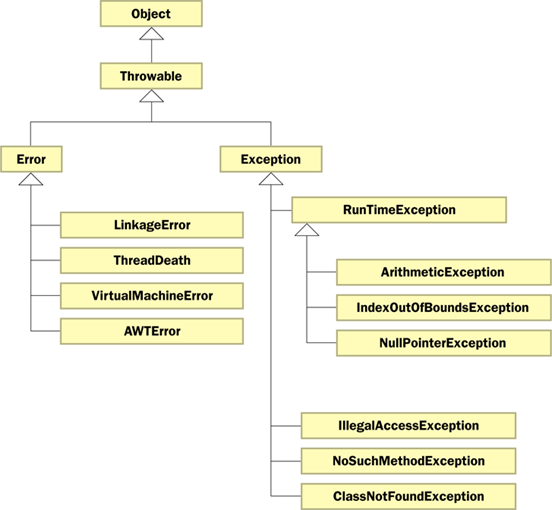 Object
Throwable
Error
Exception
LinkageError
ThreadDeath
VirtualMachineError
AWTError
RunTimeException
ArithmeticException
IndexOutOfBoundsException
NullPointerException
IllegalAccessException
NoSuchMethodException
ClassNotFoundException